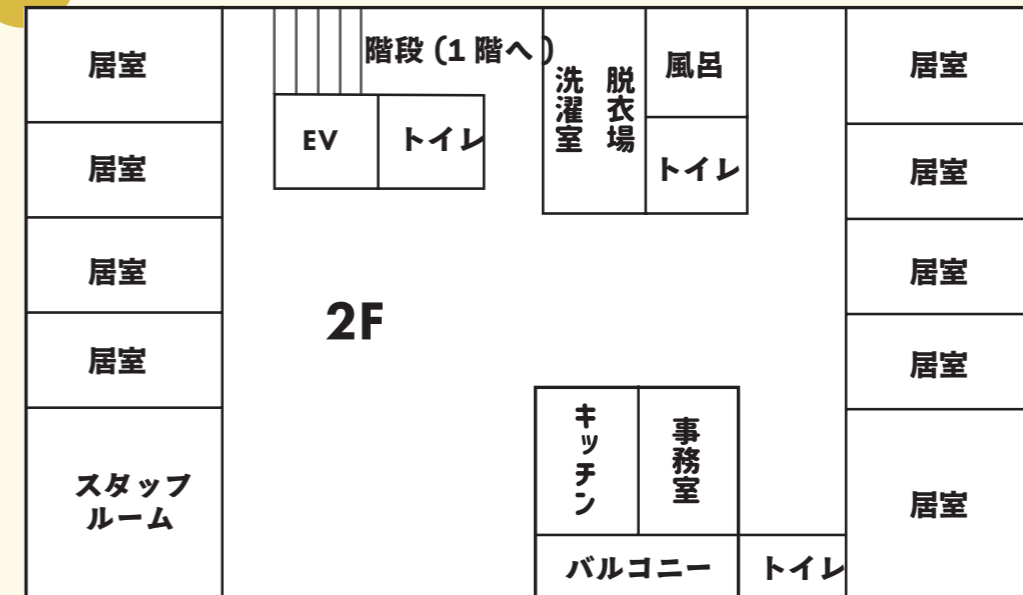 居室
居室
居室
居室
スタッフ
ルーム
階段 (1 階へ )
EV
トイレ
2F
洗濯室
脱衣場
風呂
トイレ
キッチン
事務室
バルコニー
トイレ
居室
居室
居室
居室
居室